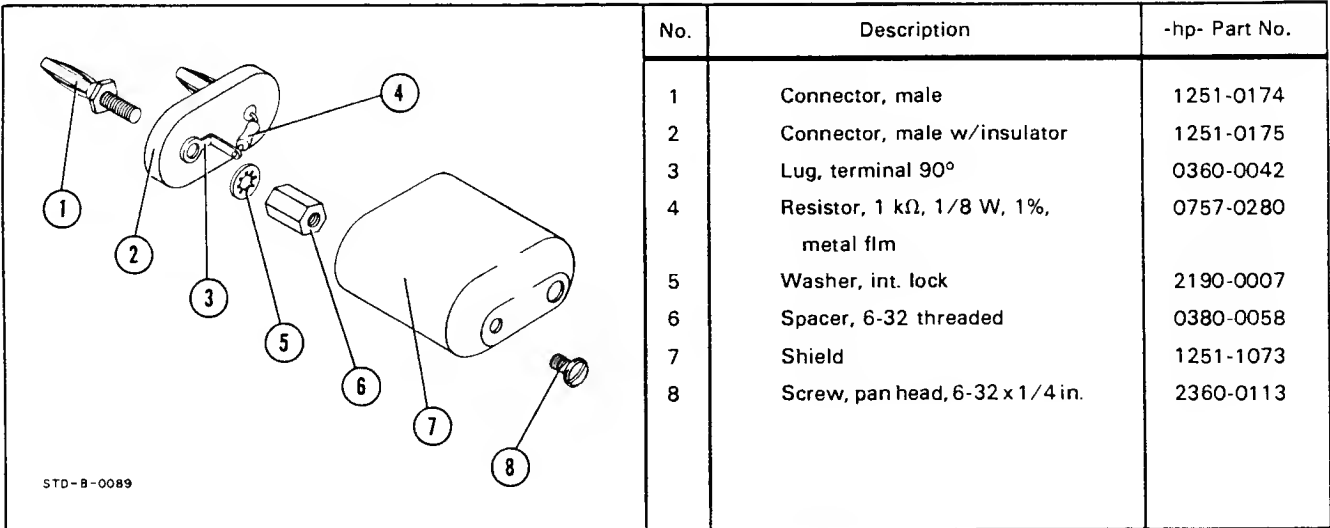 No. Description -hp- Part No.
1 Connector, male 1251-0174
2 Connector, male w/insulator 1251-0175
3 Lug, terminal 90° 0360-0042
4 Resistor, 1 kΩ, 1/8 W, 1%, 0757-0280
metal flm
5 Washer, int. lock 2190-0007
6 Spacer, 6-32 threaded 0380-0058
7 Shield 1251-1073
8 Screw, pan head, 6-32 x 1/4 in. 2360-0113
4
1
2
3
5
6
7
8
STD-B-0089